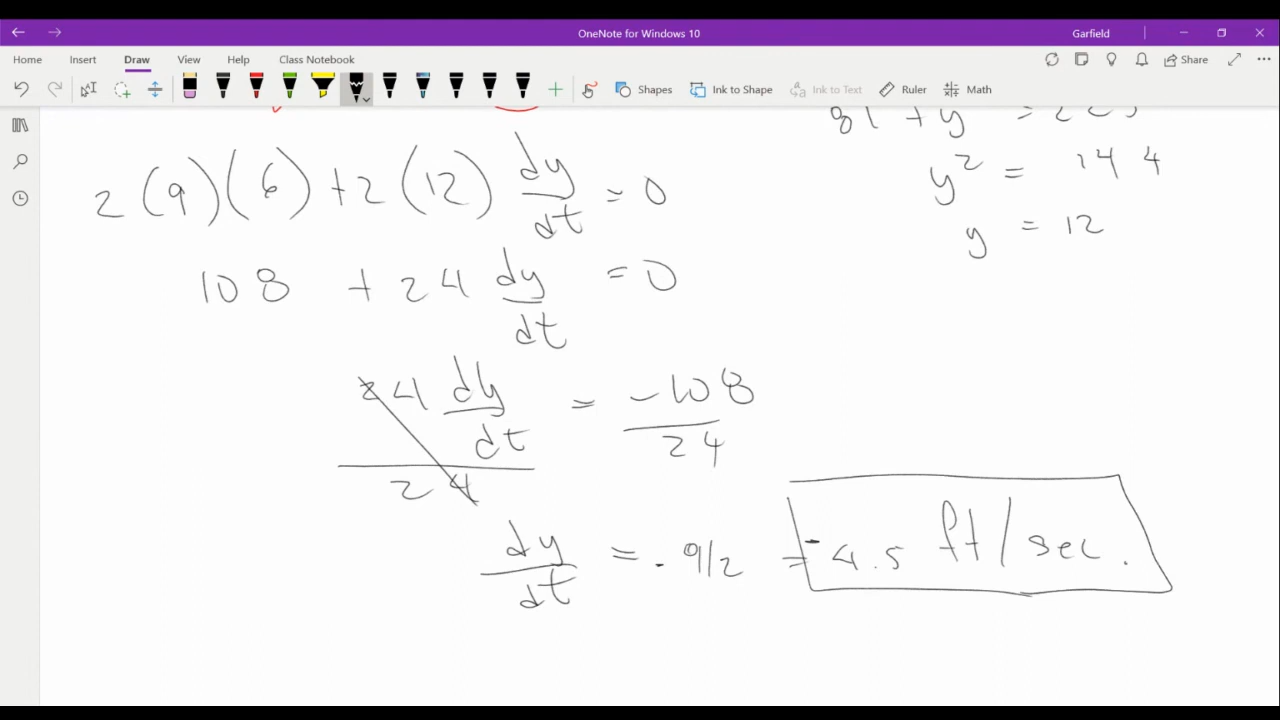 OneNote for Windows 10
Garfield
Home Insert Draw View Help Class Notebook
Share
Shapes Ink to Shape Ink to Text Ruler Math
81 + y = 225
2(9)(6) + 2(12) dy/dt = 0
y² = 144
y = 12
108 + 24 dy/dt = 0
24 dy/dt / 24 = -108/24
dy/dt = -9/2 = -4.5 ft/sec.